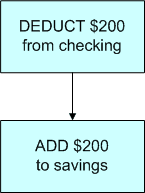 DEDUCT $200
from checking
ADD $200
to savings